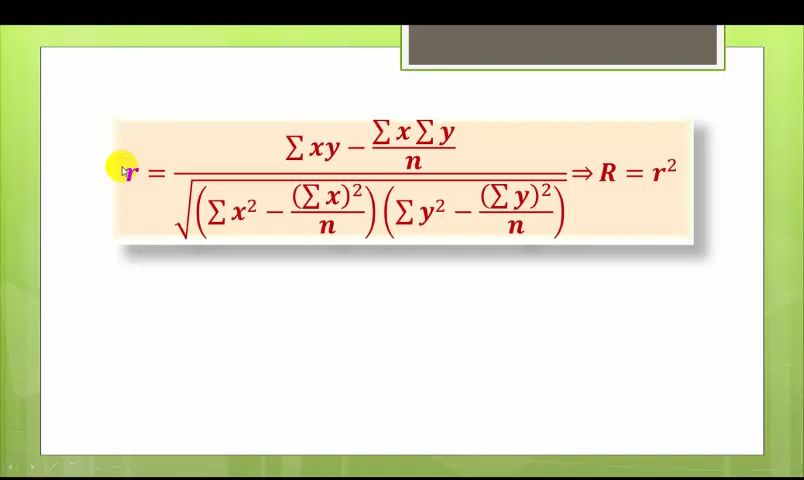 r = (∑ xy − (∑ x ∑ y)/n) / √((∑ x² − (∑ x)²/n)(∑ y² − (∑ y)²/n)) ⇒ R = r²